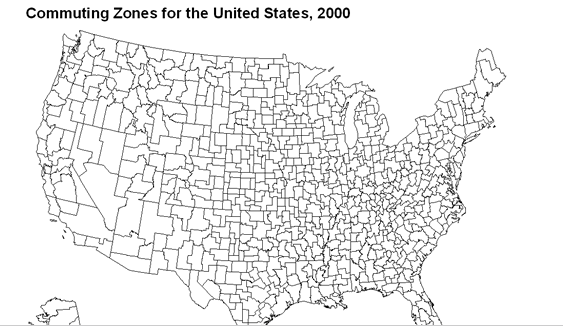 Commuting Zones for the United States, 2000